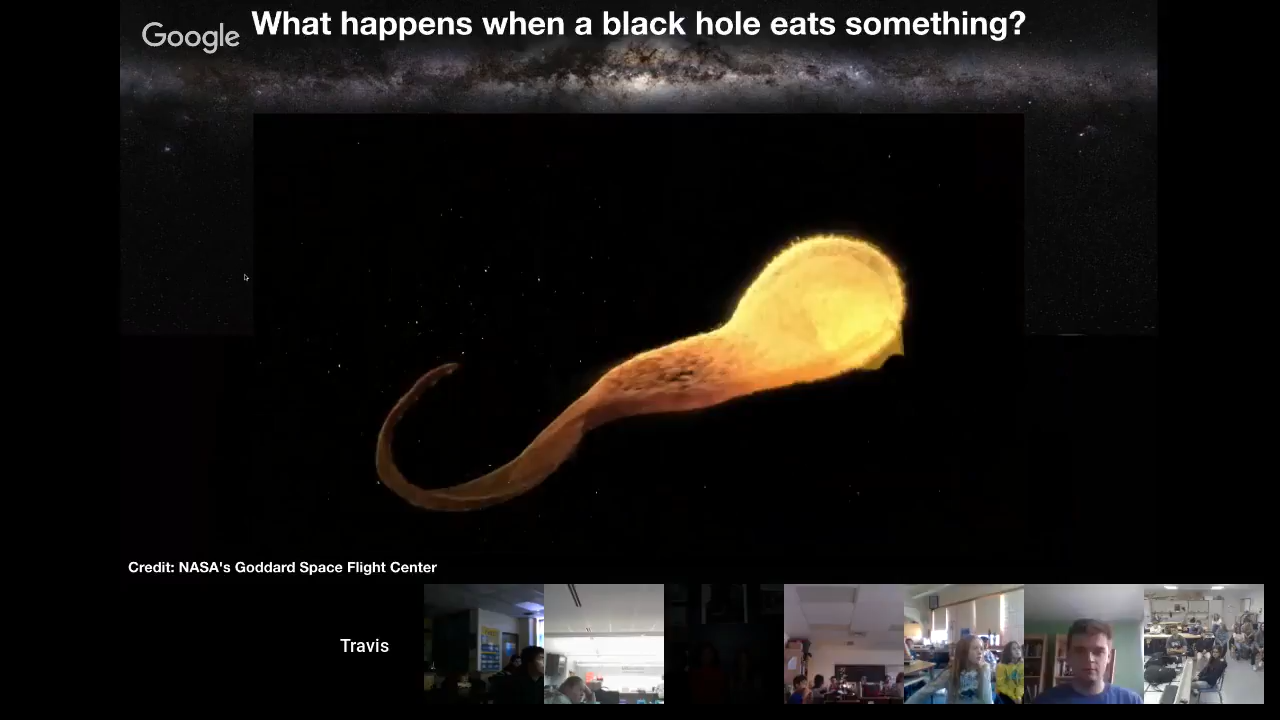 What happens when a black hole eats something?
Google
Credit: NASA's Goddard Space Flight Center
Travis